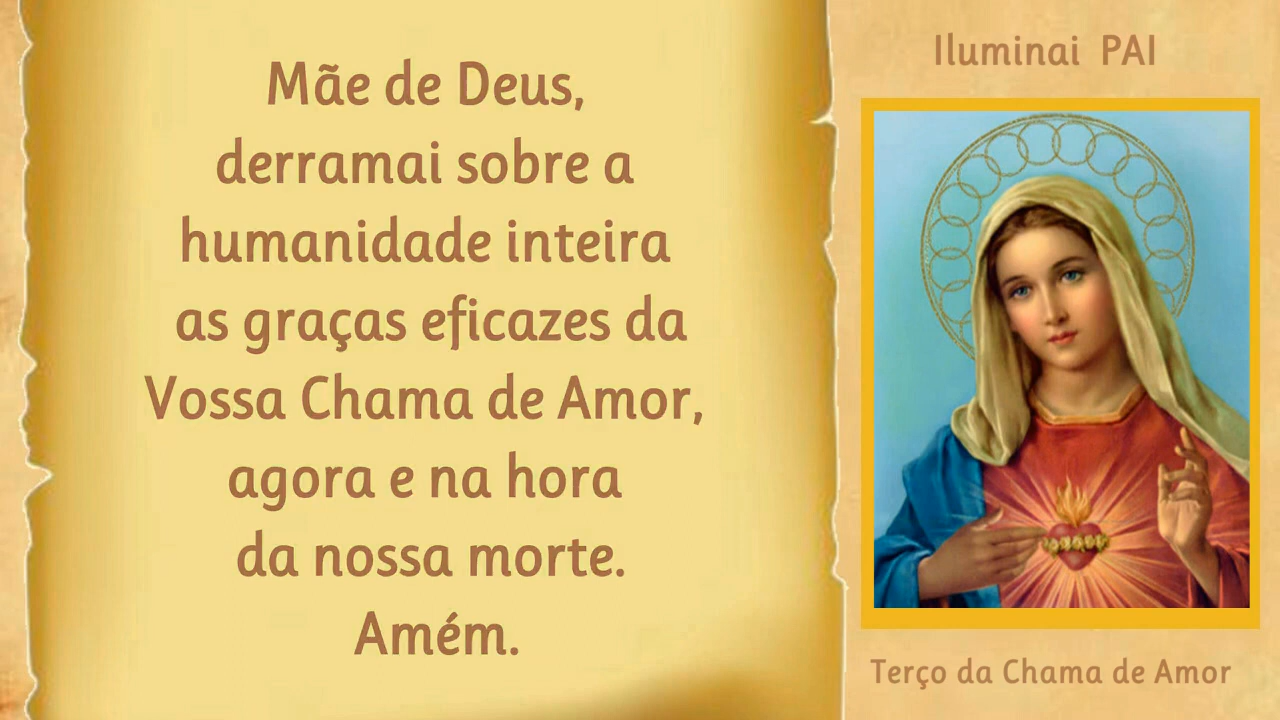 Mãe de Deus,
derramai sobre a
humanidade inteira
as graças eficazes da
Vossa Chama de Amor,
agora e na hora
da nossa morte.
Amém.
Iluminai PAI
Terço da Chama de Amor